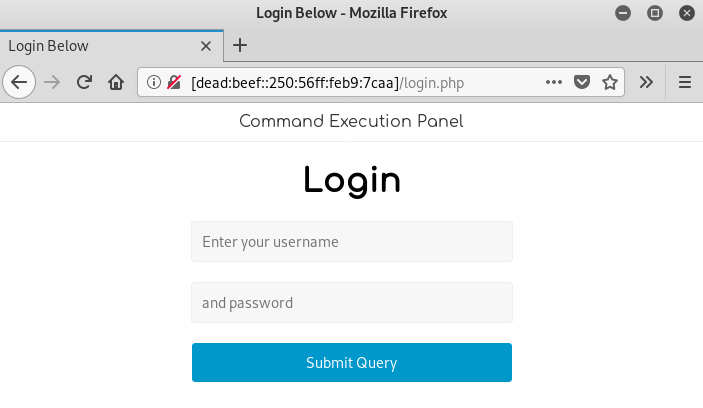 Login Below - Mozilla Firefox
Login Below
[dead:beef::250:56ff:feb9:7caa]/login.php
Command Execution Panel
Login
Enter your username
and password
Submit Query